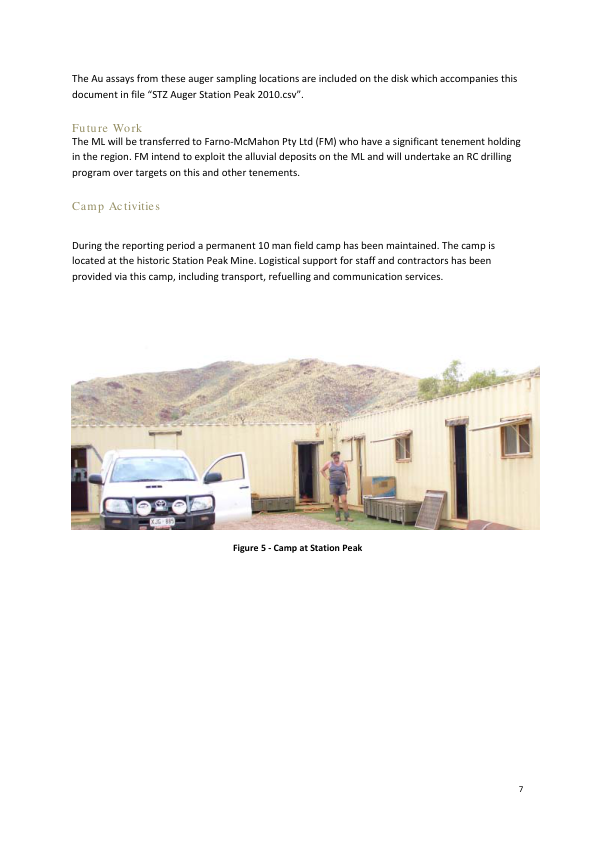 The Au assays from these auger sampling locations are included on the disk which accompanies this
document in file “STZ Auger Station Peak 2010.csv”.
Future Work
The ML will be transferred to Farno-McMahon Pty Ltd (FM) who have a significant tenement holding
in the region. FM intend to exploit the alluvial deposits on the ML and will undertake an RC drilling
program over targets on this and other tenements.
Camp Activities
During the reporting period a permanent 10 man field camp has been maintained. The camp is
located at the historic Station Peak Mine. Logistical support for staff and contractors has been
provided via this camp, including transport, refuelling and communication services.
Figure 5 - Camp at Station Peak
7